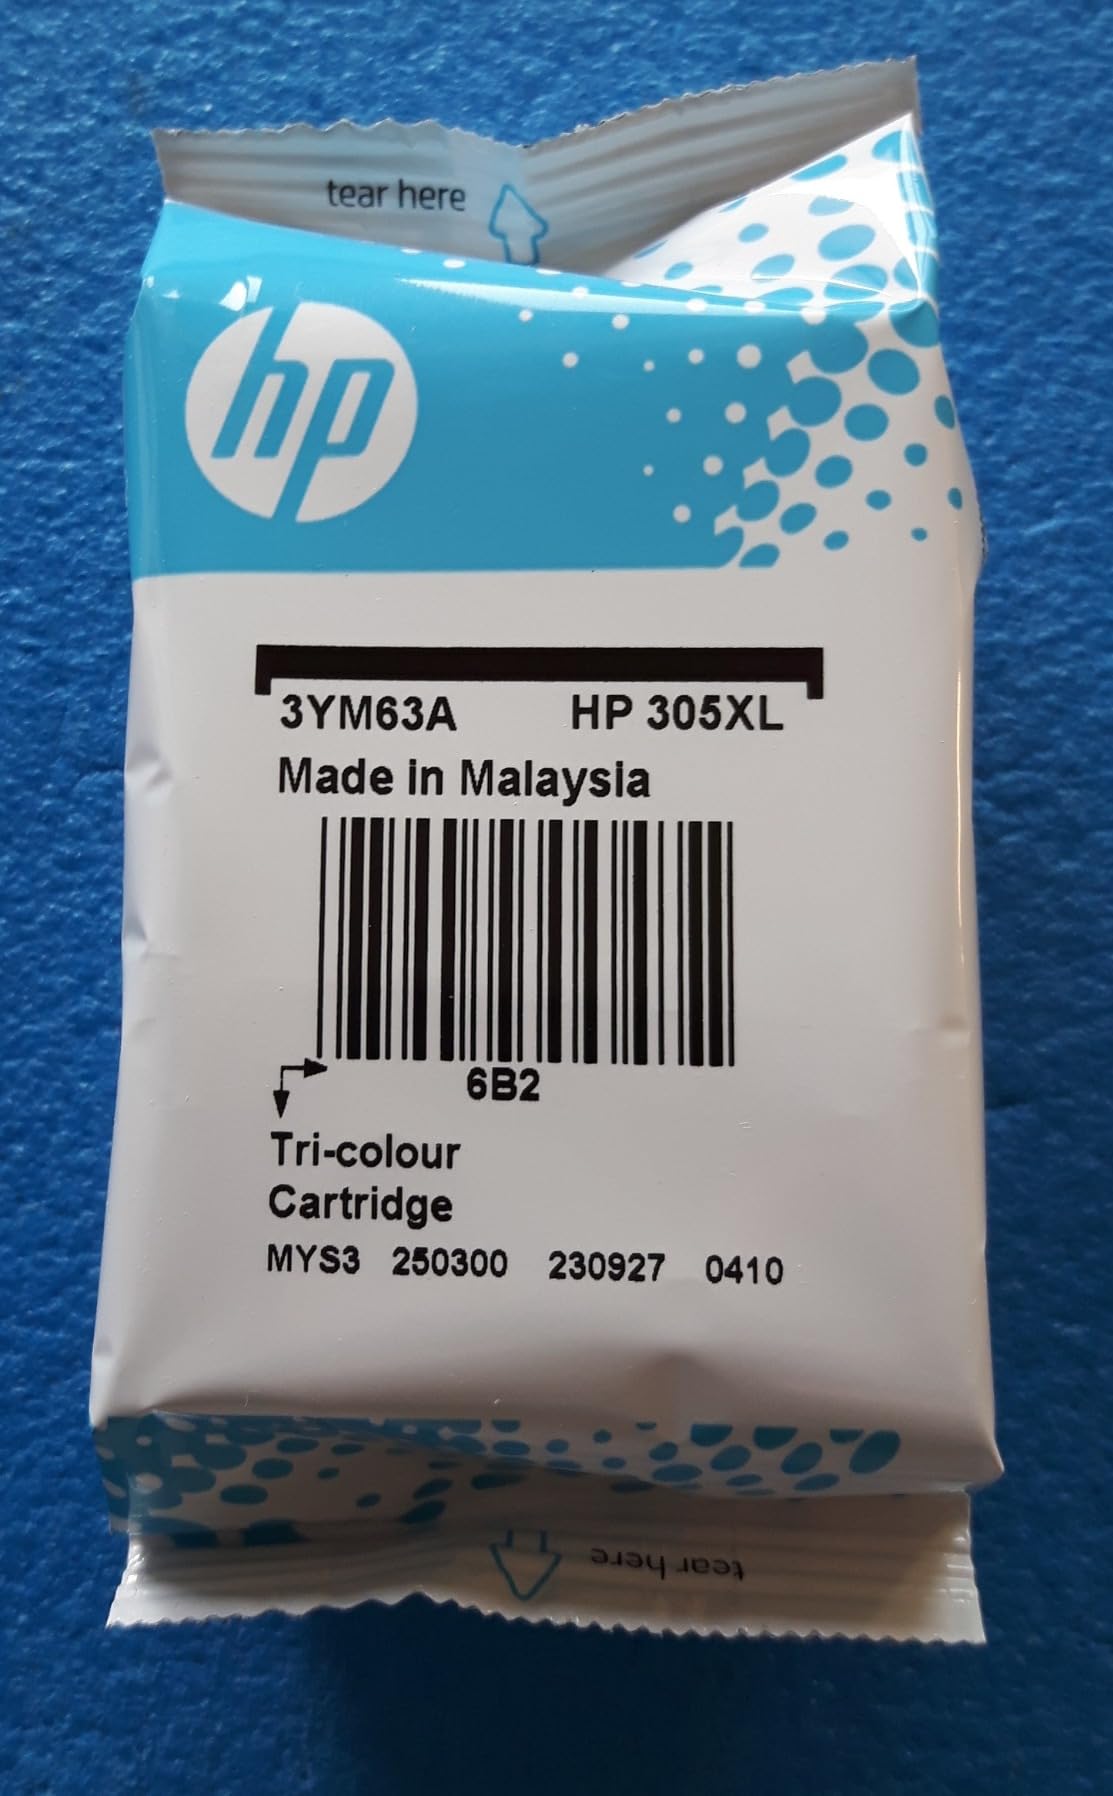 tear here
hp
3YM63A HP 305XL
Made in Malaysia
6B2
Tri-colour
Cartridge
MYS3 250300 230927 0410
tear here